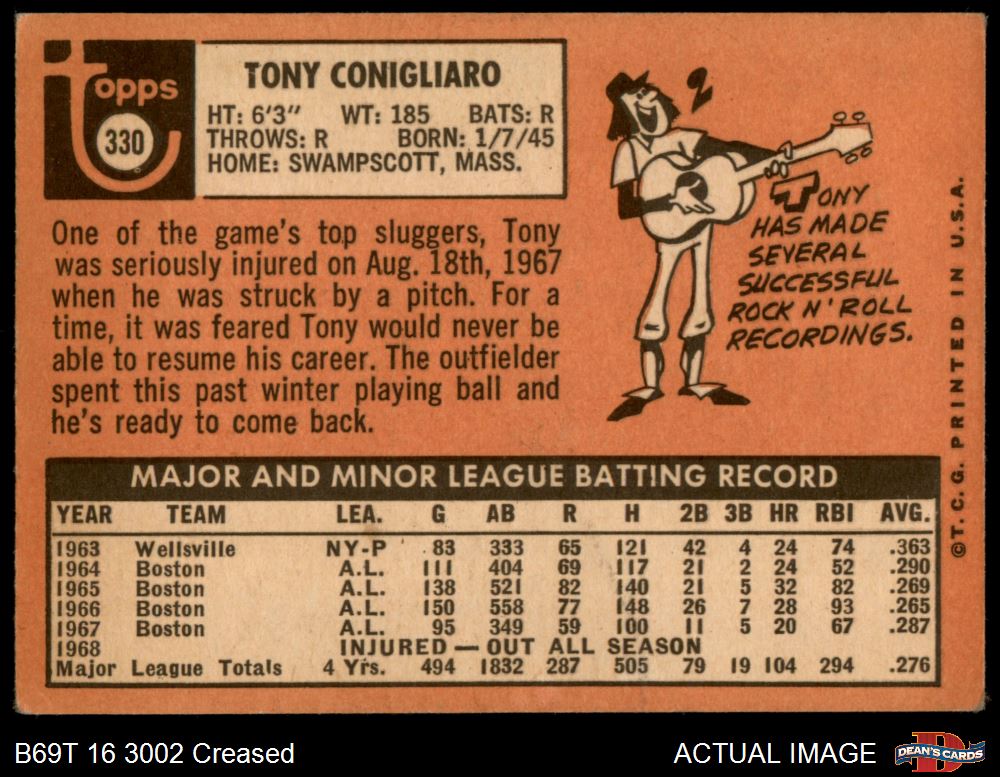 Topps
330
TONY CONIGLIARO
HT: 6'3" WT: 185 BATS: R
THROWS: R BORN: 1/7/45
HOME: SWAMPSCOTT, MASS.
One of the game's top sluggers, Tony
was seriously injured on Aug. 18th, 1967
when he was struck by a pitch. For a
time, it was feared Tony would never be
able to resume his career. The outfielder
spent this past winter playing ball and
he's ready to come back.
TONY
HAS MADE
SEVERAL
SUCCESSFUL
ROCK N' ROLL
RECORDINGS.
©T. C. G. PRINTED IN U.S.A.
MAJOR AND MINOR LEAGUE BATTING RECORD
YEAR TEAM LEA. G AB R H 2B 3B HR RBI AVG.
1963 Wellsville NY-P 83 333 65 121 42 4 24 74 .363
1964 Boston A.L. 111 404 69 117 21 2 24 52 .290
1965 Boston A.L. 138 521 82 140 21 5 32 82 .269
1966 Boston A.L. 150 558 77 148 26 7 28 93 .265
1967 Boston A.L. 95 349 59 100 11 5 20 67 .287
1968 INJURED — OUT ALL SEASON
Major League Totals 4 Yrs. 494 1832 287 505 79 19 104 294 .276
B69T 16 3002 Creased
ACTUAL IMAGE
DEAN'S CARDS